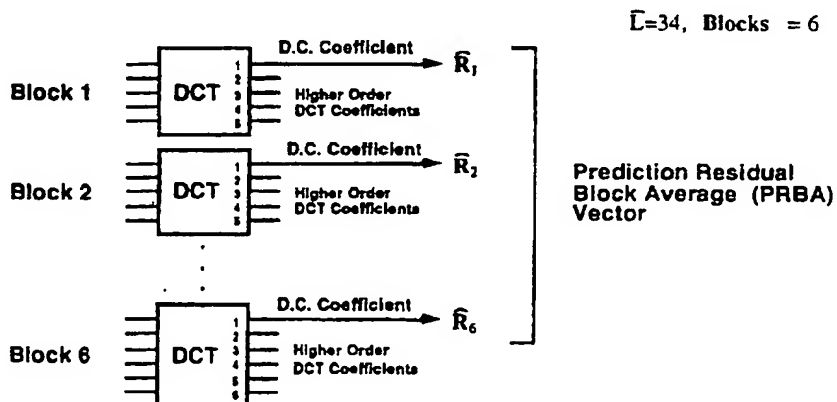 L̂=34, Blocks = 6
D.C. Coefficient
R̂1
Block 1
DCT
1
2
3
4
5
Higher Order
DCT Coefficients
D.C. Coefficient
R̂2
Block 2
DCT
1
2
3
4
5
Higher Order
DCT Coefficients
Prediction Residual
Block Average (PRBA)
Vector
D.C. Coefficient
R̂6
Block 6
DCT
1
2
3
4
5
6
Higher Order
DCT Coefficients